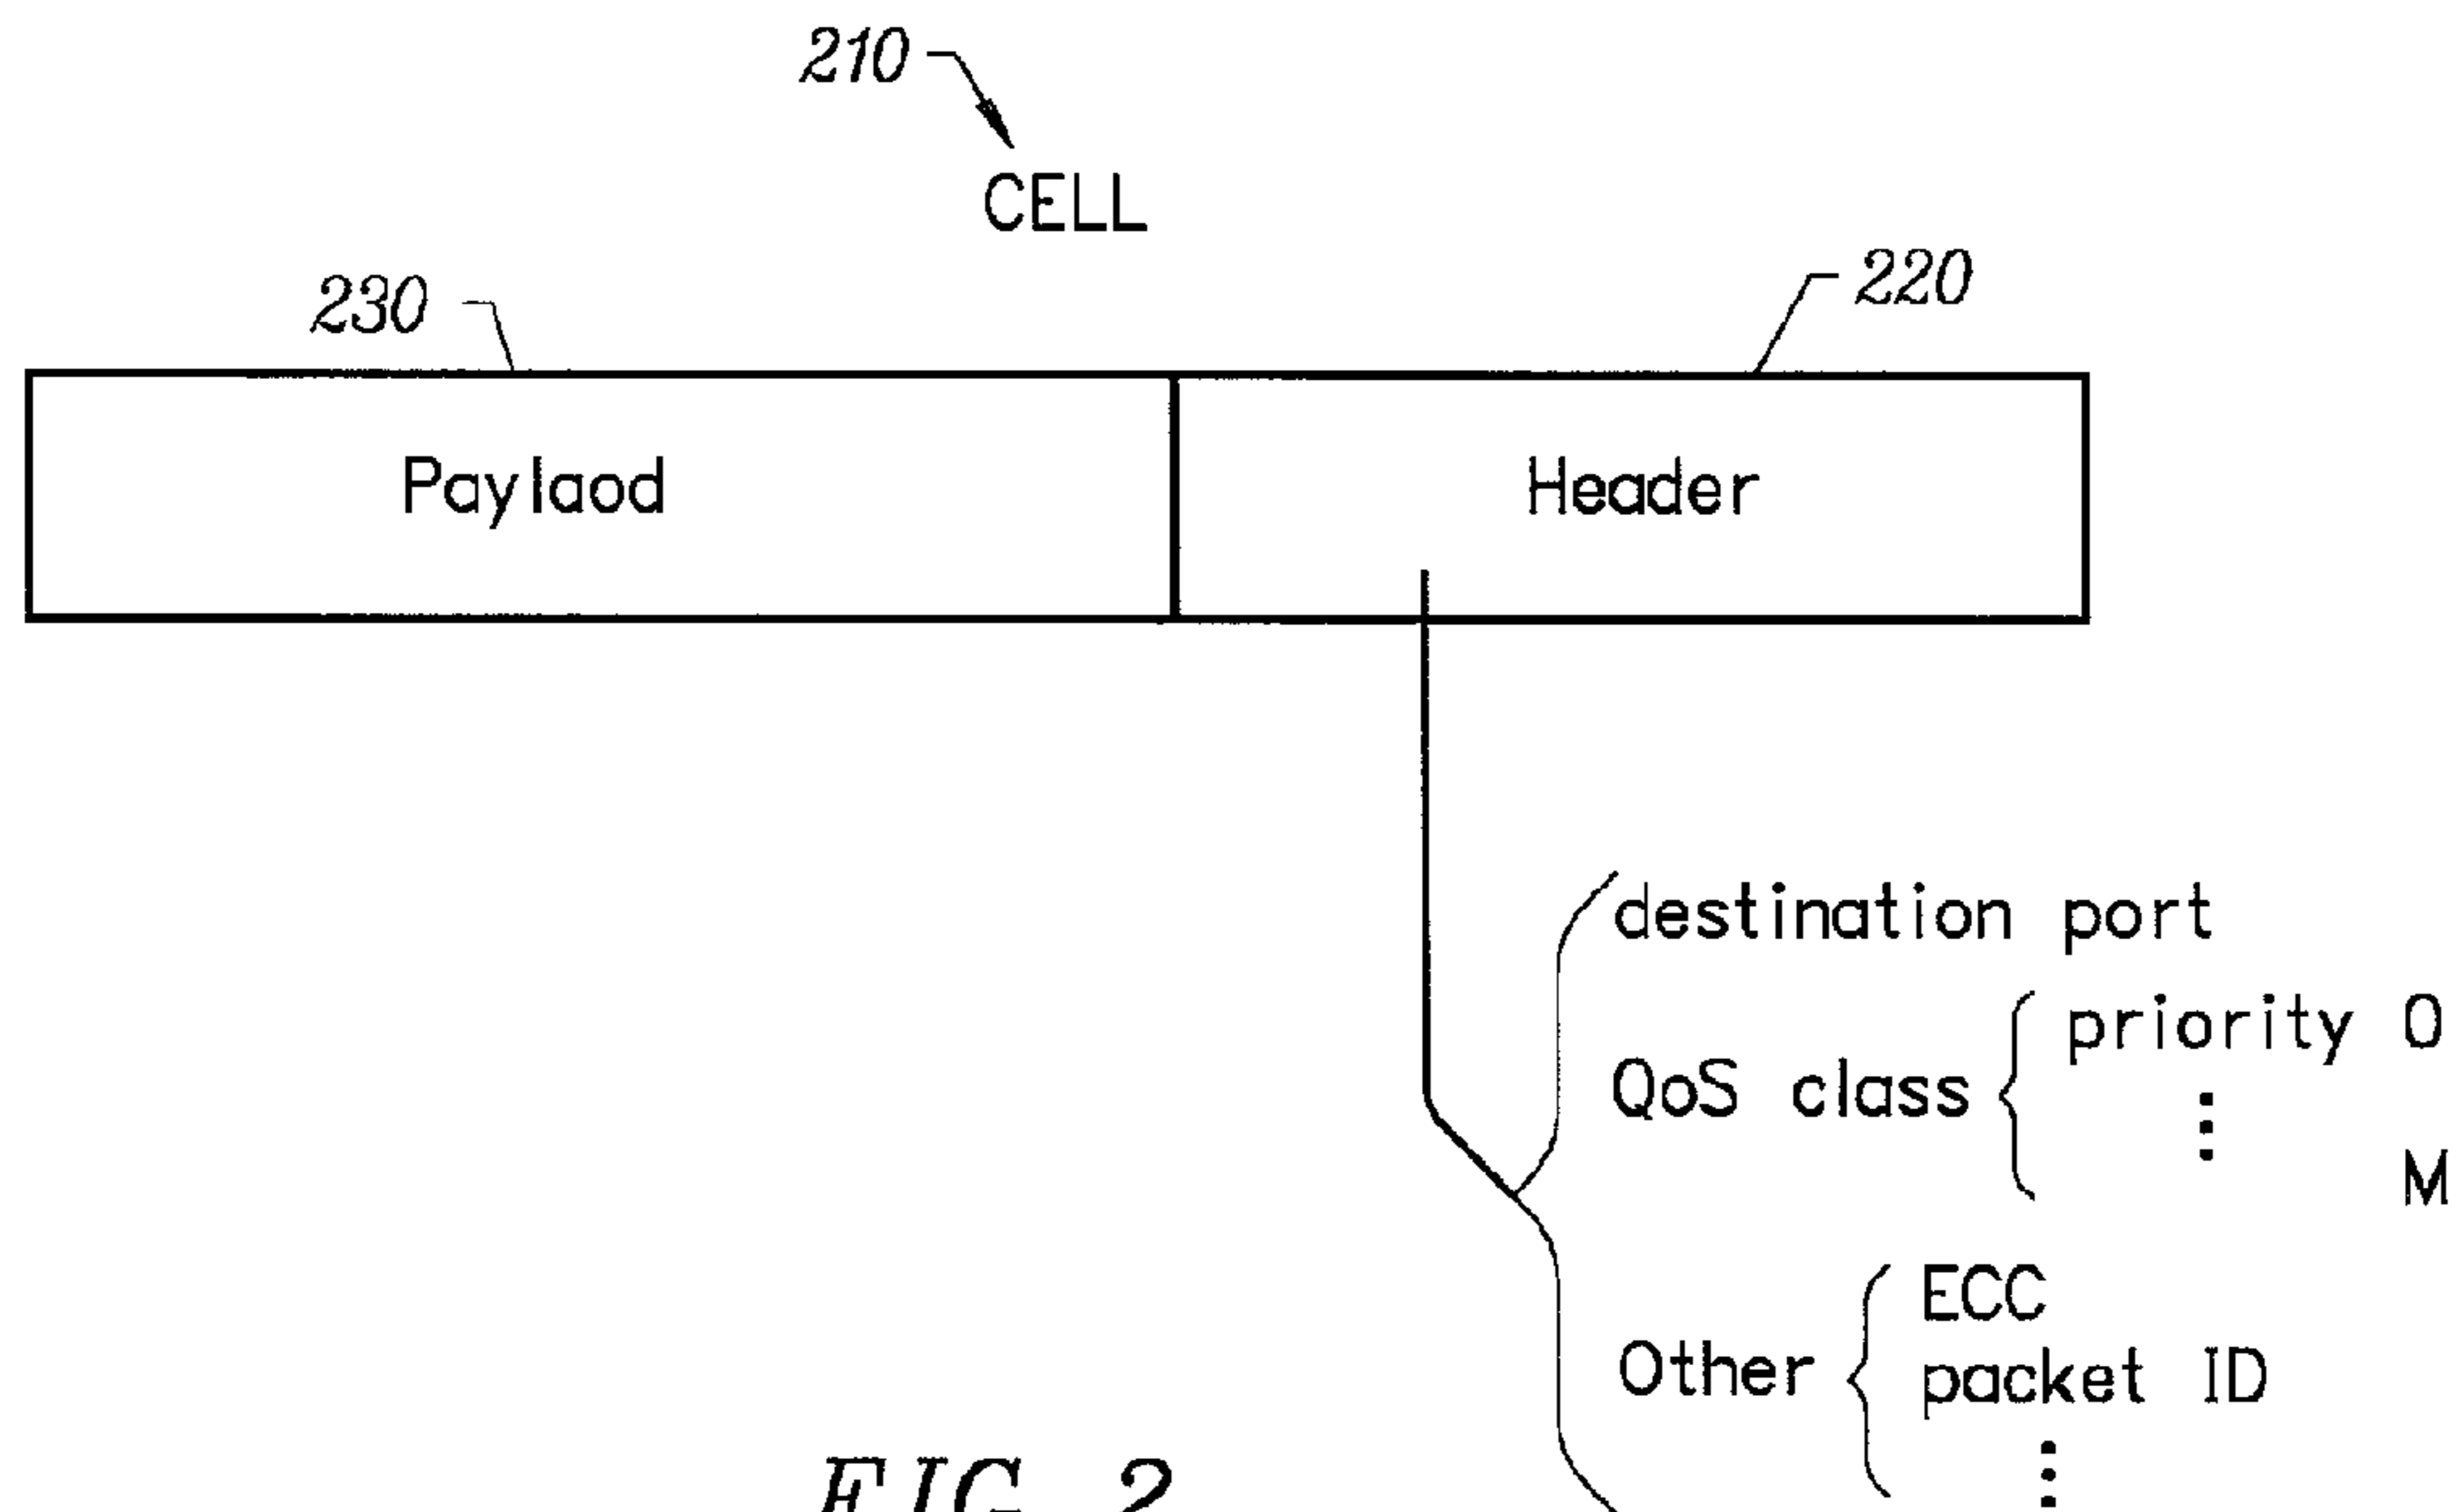 210
CELL
230
220
Paylaod
Header
destination port
QoS class
priority 0
M
Other
ECC
packet ID
FIG. 2